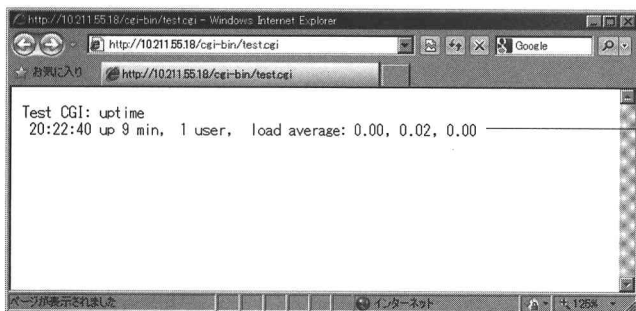 http://10.211.55.18/cgi-bin/test.cgi - Windows Internet Explorer
http://10.211.55.18/cgi-bin/test.cgi
Google
お気に入り
http://10.211.55.18/cgi-bin/test.cgi
Test CGI: uptime
20:22:40 up 9 min, 1 user, load average: 0.00, 0.02, 0.00
ページが表示されました
インターネット
125%